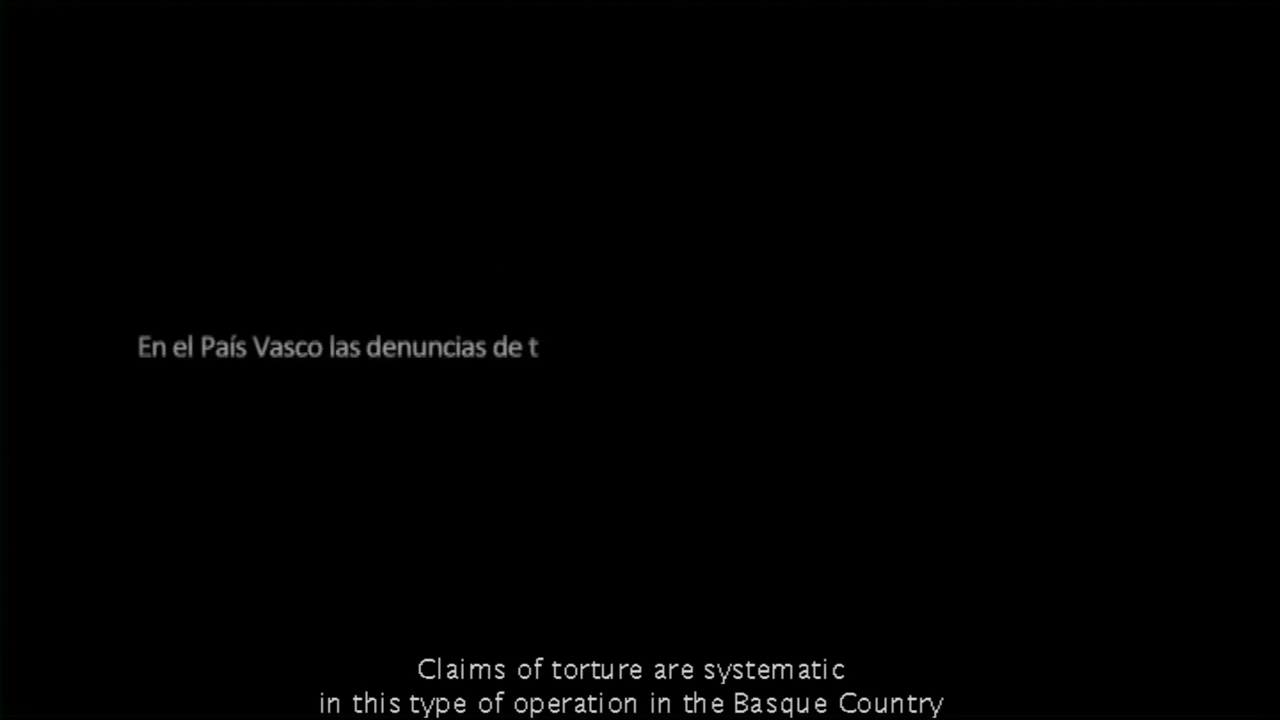 En el País Vasco las denuncias de t
Claims of torture are systematic
in this type of operation in the Basque Country